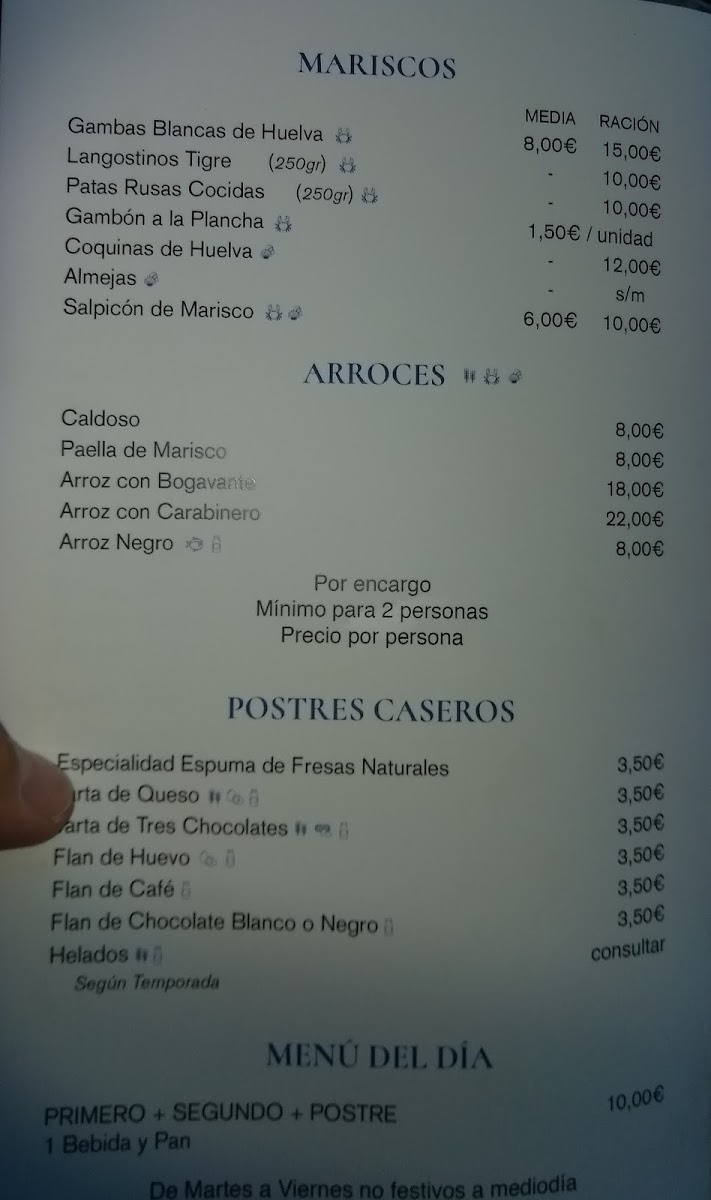 MARISCOS
MEDIA RACIÓN
Gambas Blancas de Huelva 8,00€ 15,00€
Langostinos Tigre (250gr) - 10,00€
Patas Rusas Cocidas (250gr) - 10,00€
Gambón a la Plancha 1,50€ / unidad
Coquinas de Huelva - 12,00€
Almejas - s/m
Salpicón de Marisco 6,00€ 10,00€
ARROCES
Caldoso 8,00€
Paella de Marisco 8,00€
Arroz con Bogavante 18,00€
Arroz con Carabinero 22,00€
Arroz Negro 8,00€
Por encargo
Mínimo para 2 personas
Precio por persona
POSTRES CASEROS
Especialidad Espuma de Fresas Naturales 3,50€
arta de Queso 3,50€
arta de Tres Chocolates 3,50€
Flan de Huevo 3,50€
Flan de Café 3,50€
Flan de Chocolate Blanco o Negro 3,50€
Helados consultar
Según Temporada
MENÚ DEL DÍA
PRIMERO + SEGUNDO + POSTRE 10,00€
1 Bebida y Pan
De Martes a Viernes no festivos a mediodía